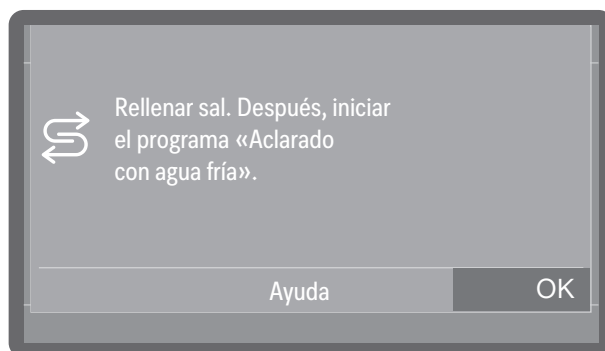 Rellenar sal. Después, iniciar
el programa «Aclarado
con agua fría».
Ayuda
OK